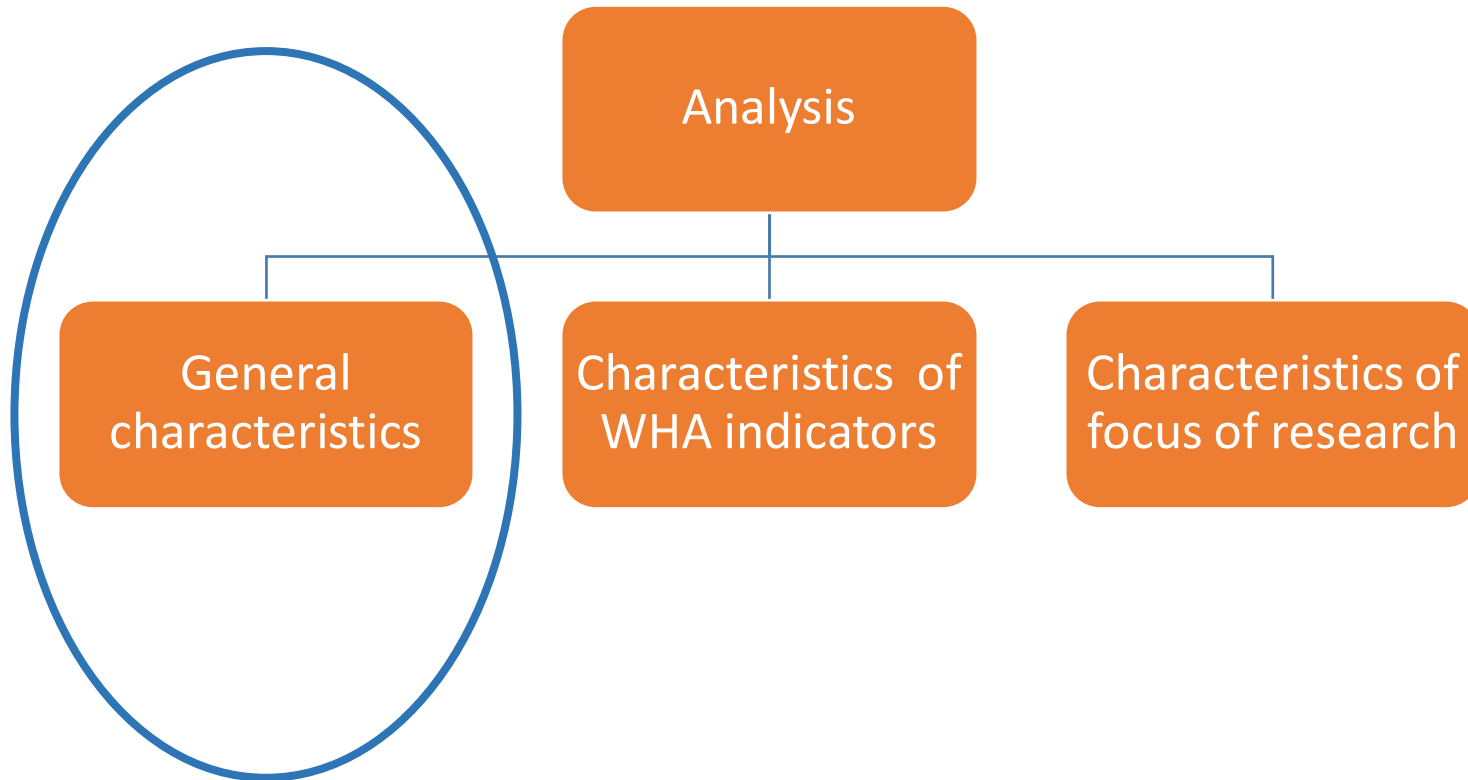 Analysis
General
characteristics
Characteristics of
WHA indicators
Characteristics of
focus of research